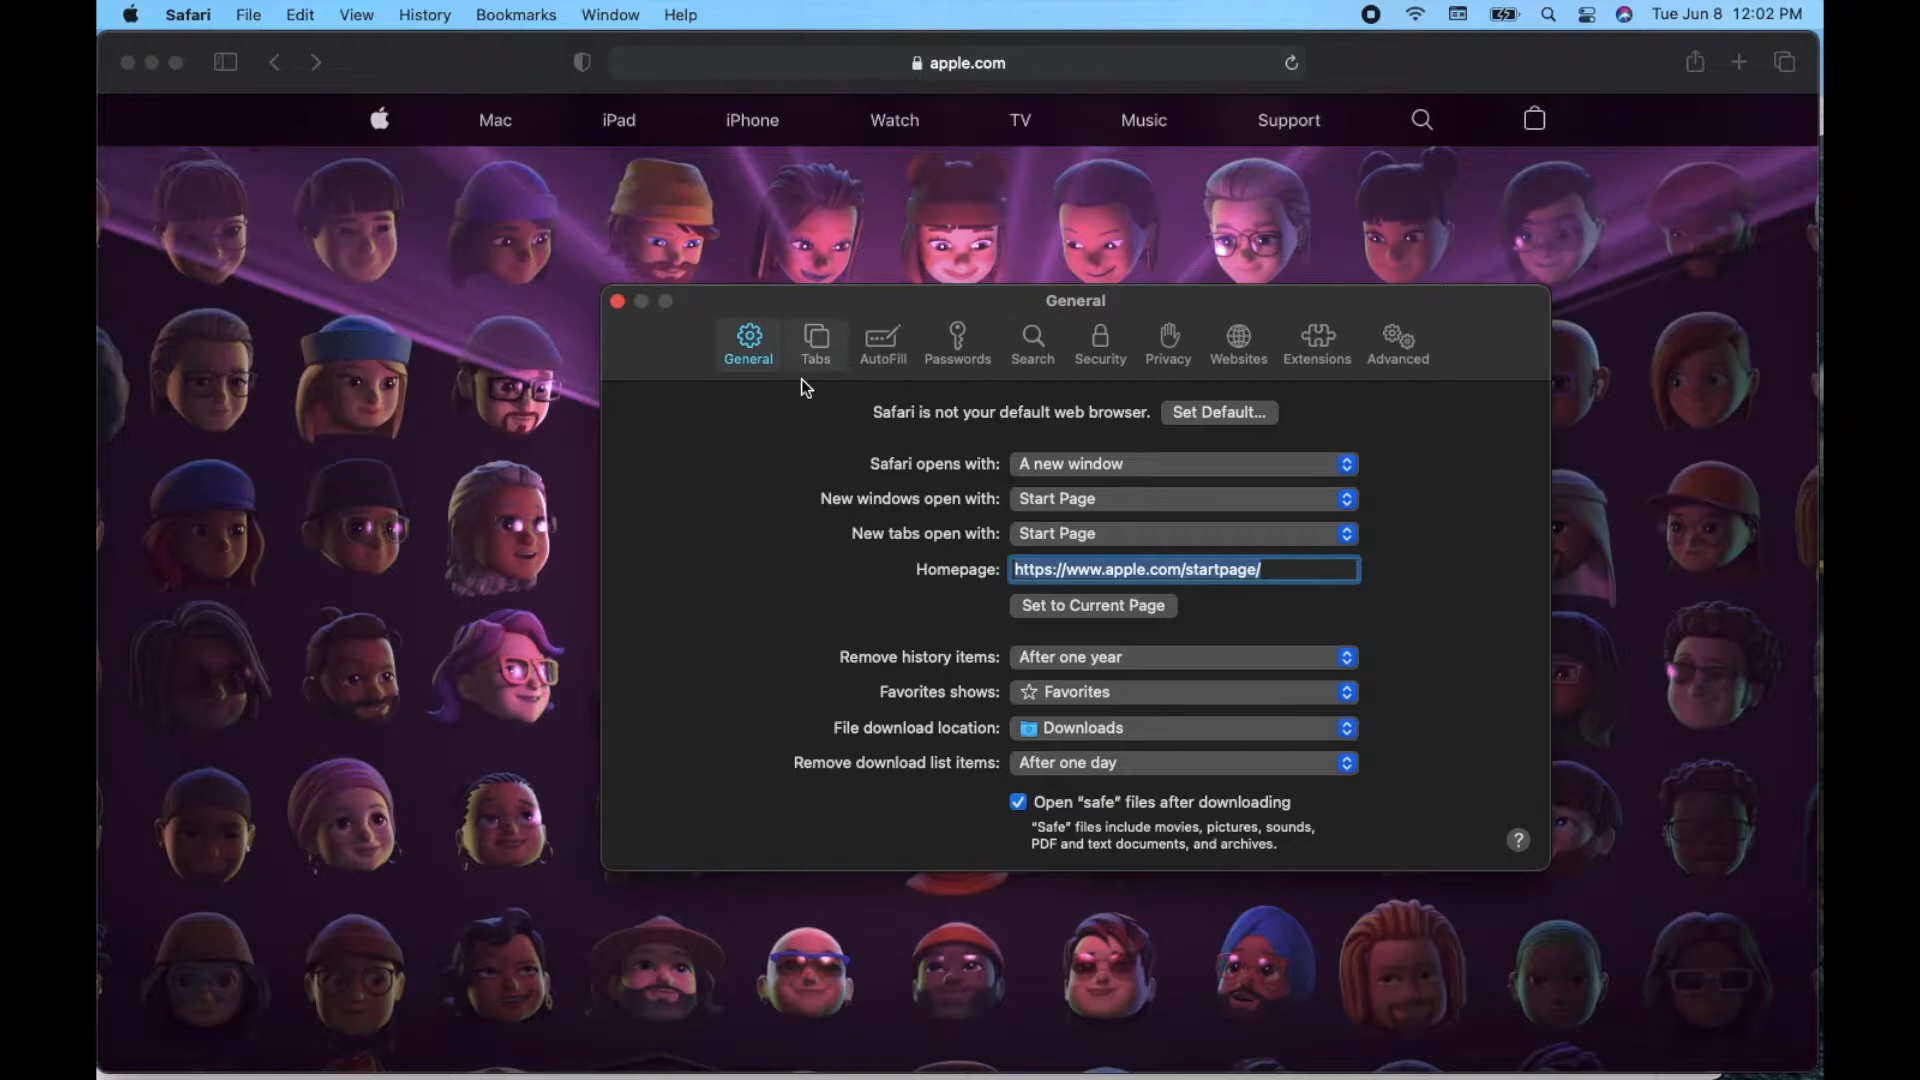 Safari File Edit View History Bookmarks Window Help Tue Jun 8 12:02 PM
apple.com
Mac iPad iPhone Watch TV Music Support
General
General Tabs AutoFill Passwords Search Security Privacy Websites Extensions Advanced
Safari is not your default web browser. Set Default...
Safari opens with: A new window
New windows open with: Start Page
New tabs open with: Start Page
Homepage: https://www.apple.com/startpage/
Set to Current Page
Remove history items: After one year
Favorites shows: Favorites
File download location: Downloads
Remove download list items: After one day
Open “safe” files after downloading
“Safe” files include movies, pictures, sounds,
PDF and text documents, and archives.
?